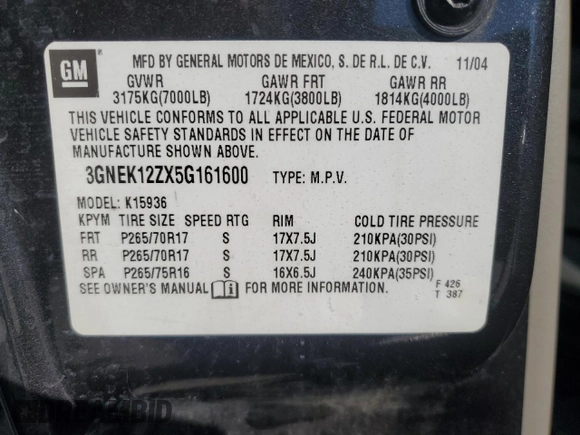 GM
MFD BY GENERAL MOTORS DE MEXICO, S. DE R.L. DE C.V. 11/04
GVWR GAWR FRT GAWR RR
3175KG(7000LB) 1724KG(3800LB) 1814KG(4000LB)
THIS VEHICLE CONFORMS TO ALL APPLICABLE U.S. FEDERAL MOTOR
VEHICLE SAFETY STANDARDS IN EFFECT ON THE DATE OF
MANUFACTURE SHOWN ABOVE.
3GNEK12ZX5G161600 TYPE: M.P.V.
MODEL: K15936
KPYM TIRE SIZE SPEED RTG RIM COLD TIRE PRESSURE
FRT P265/70R17 S 17X7.5J 210KPA(30PSI)
RR P265/70R17 S 17X7.5J 210KPA(30PSI)
SPA P265/75R16 S 16X6.5J 240KPA(35PSI)
SEE OWNER'S MANUAL i FOR MORE INFORMATION.
F 426
T 387